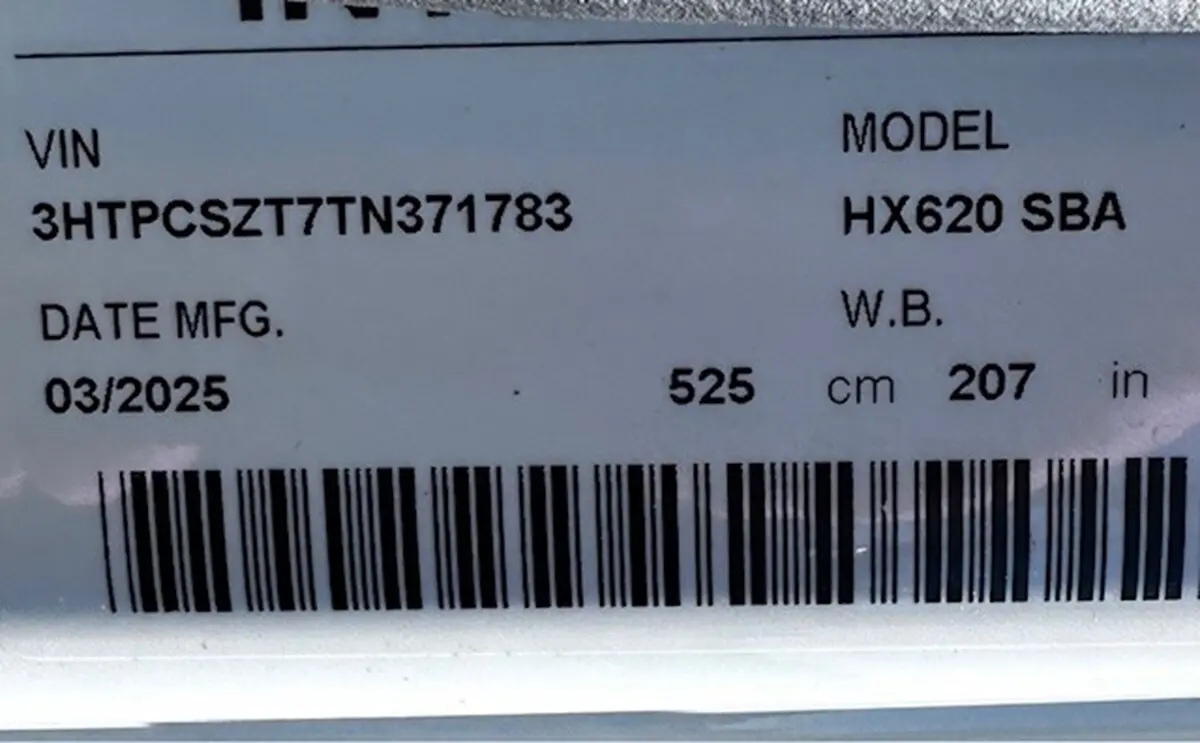 VIN MODEL
3HTPCSZT7TN371783 HX620 SBA
DATE MFG. W.B.
03/2025 525 cm 207 in